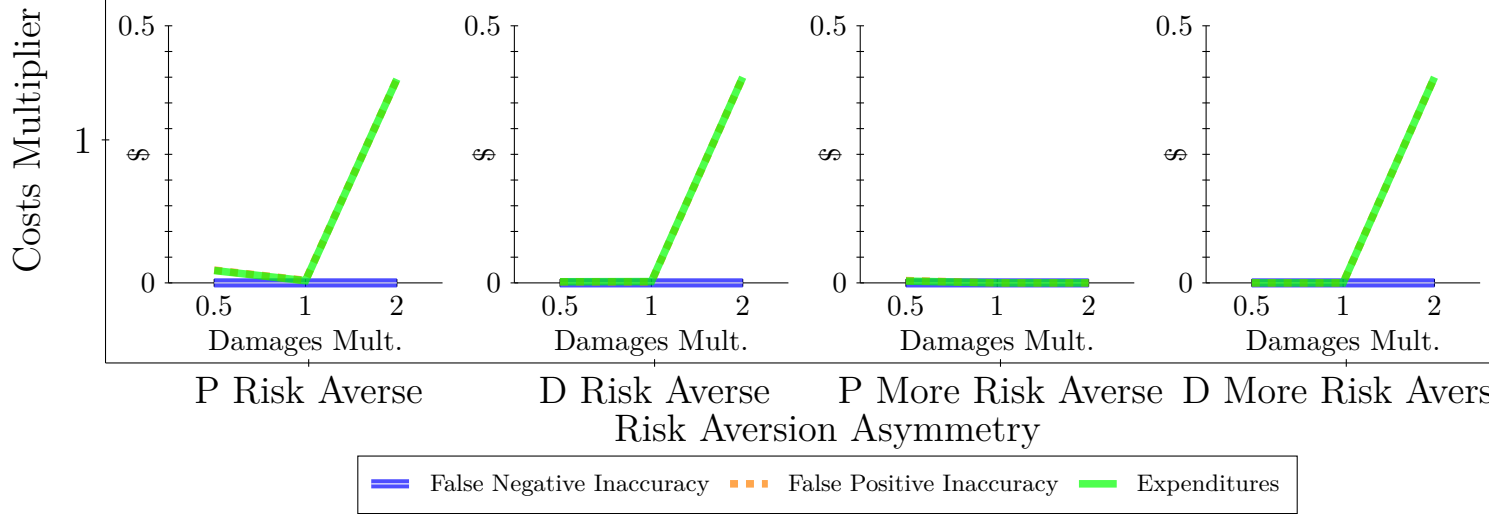 Costs Multiplier
1
0.5
$
0
0.5 1 2
Damages Mult.
0.5
$
0
0.5 1 2
Damages Mult.
0.5
$
0
0.5 1 2
Damages Mult.
0.5
$
0
0.5 1 2
Damages Mult.
P Risk Averse
D Risk Averse
P More Risk Averse
D More Risk Avers
Risk Aversion Asymmetry
False Negative Inaccuracy
False Positive Inaccuracy
Expenditures